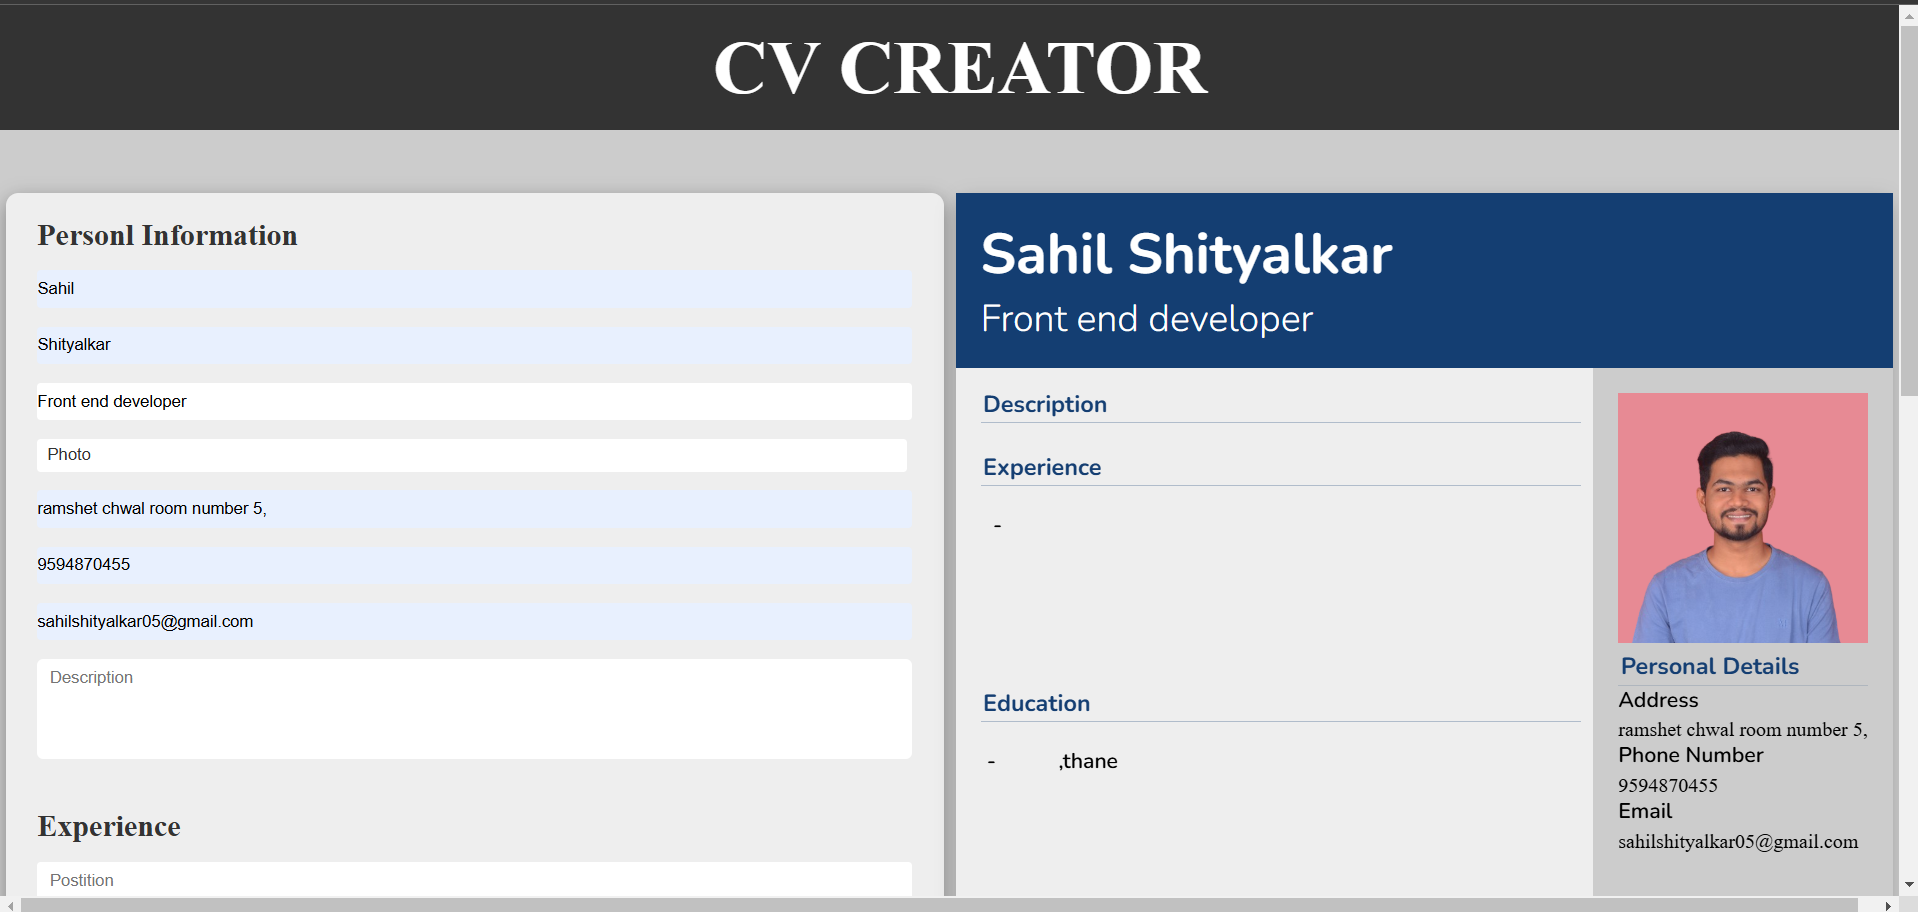 CV CREATOR
Personl Information
Sahil
Shityalkar
Front end developer
Photo
ramshet chwal room number 5,
9594870455
sahilshityalkar05@gmail.com
Description
Experience
Postition
Sahil Shityalkar
Front end developer
Description
Experience
-
Education
- ,thane
Personal Details
Address
ramshet chwal room number 5,
Phone Number
9594870455
Email
sahilshityalkar05@gmail.com